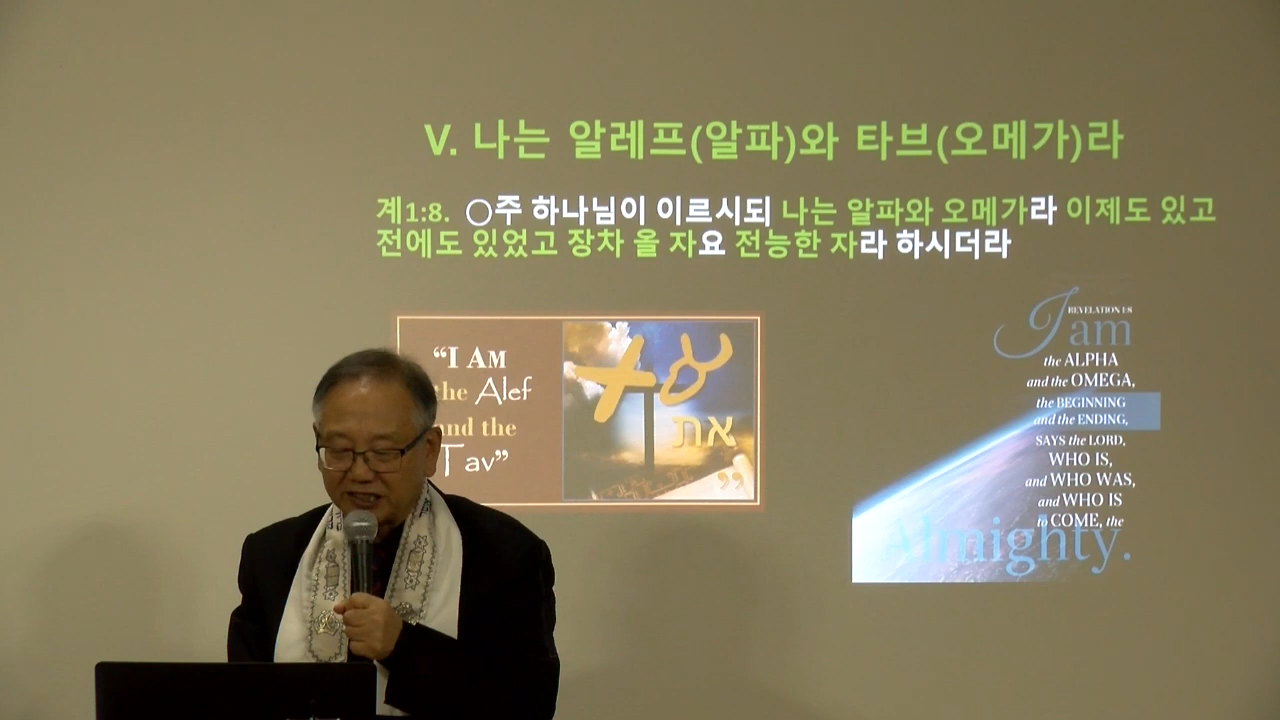 V. 나는 알레프(알파)와 타브(오메가)라
계1:8. ○주 하나님이 이르시되 나는 알파와 오메가라 이제도 있고
전에도 있었고 장차 올 자요 전능한 자라 하시더라
“I AM
the Alef
and the
Tav”
את
REVELATION 1:8
I am
the ALPHA
and the OMEGA,
the BEGINNING
and the ENDING,
SAYS the LORD,
WHO IS,
and WHO WAS,
and WHO IS
to COME, the
Almighty.